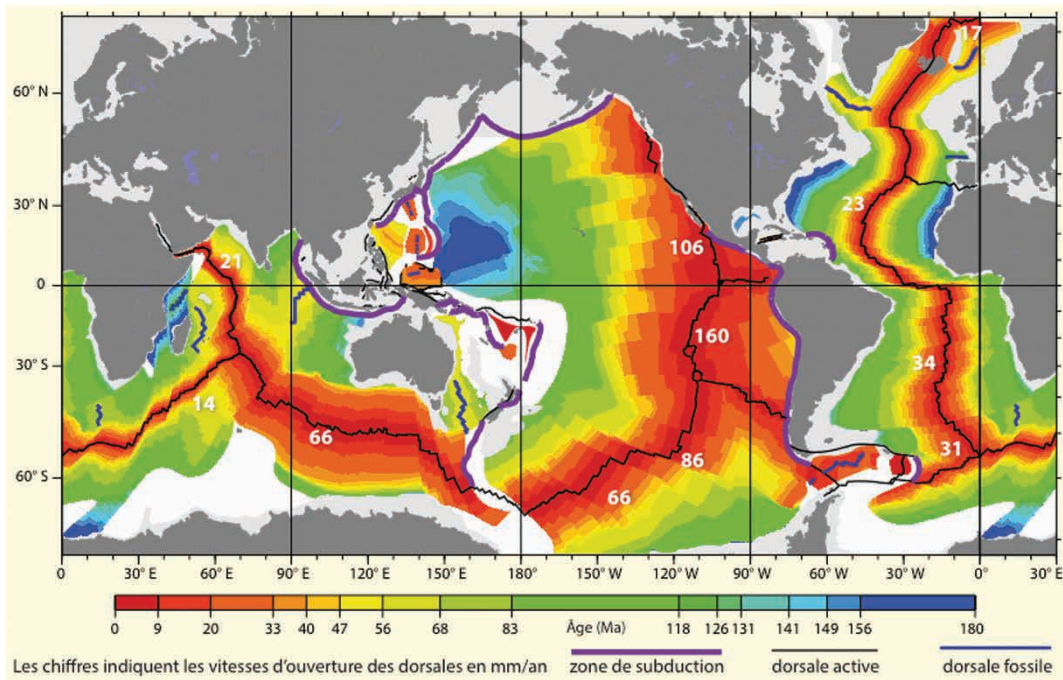 17
60° N
30° N
23
21
106
0
160
30° S
34
14
66
86
31
60° S
66
0 30° E 60° E 90° E 120° E 150° E 180° 150° W 120° W 90° W 60° W 30° W 0° 30° E
0 9 20 33 40 47 56 68 83 Âge (Ma) 118 126 131 141 149 156 180
Les chiffres indiquent les vitesses d'ouverture des dorsales en mm/an zone de subduction dorsale active dorsale fossile